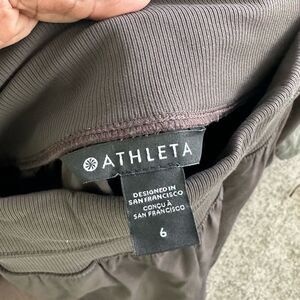 ATHLETA
DESIGNED IN
SAN FRANCISCO
CONÇU À
SAN FRANCISCO
6